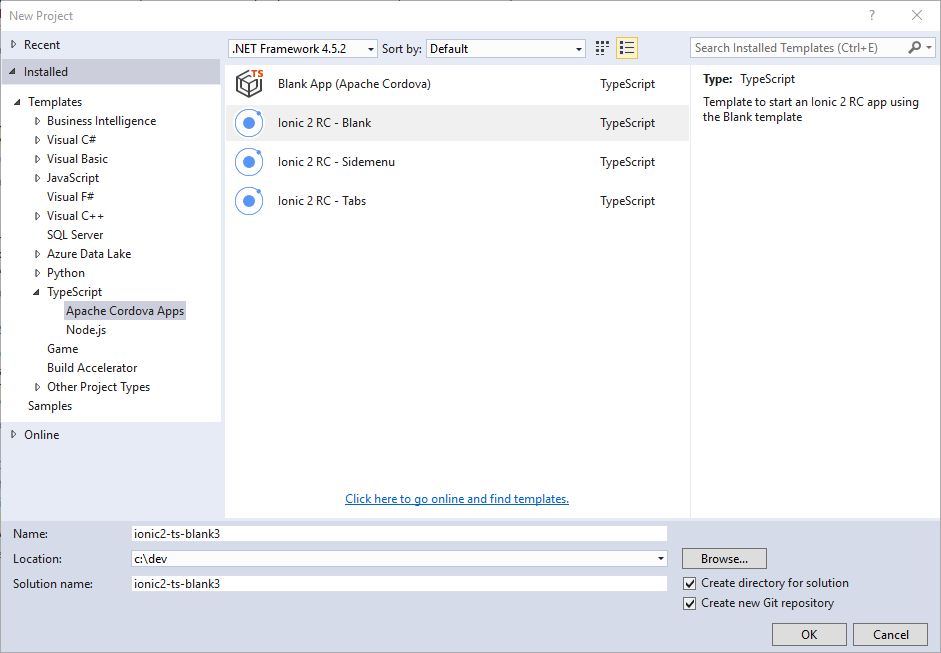 New Project
?
Recent
.NET Framework 4.5.2
Sort by:
Default
Search Installed Templates (Ctrl+E)
Installed
Templates
Business Intelligence
Visual C#
Visual Basic
JavaScript
Visual F#
Visual C++
SQL Server
Azure Data Lake
Python
TypeScript
Apache Cordova Apps
Node.js
Game
Build Accelerator
Other Project Types
Samples
Online
TS
Blank App (Apache Cordova) TypeScript
Ionic 2 RC - Blank TypeScript
Ionic 2 RC - Sidemenu TypeScript
Ionic 2 RC - Tabs TypeScript
Click here to go online and find templates.
Type: TypeScript
Template to start an Ionic 2 RC app using
the Blank template
Name: ionic2-ts-blank3
Location: c:\dev
Browse...
Solution name: ionic2-ts-blank3
Create directory for solution
Create new Git repository
OK
Cancel